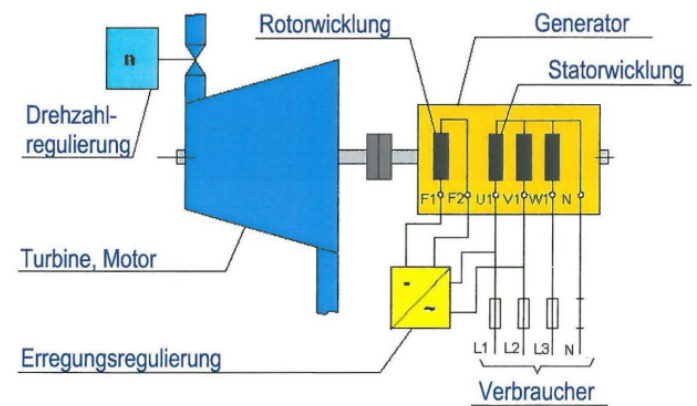 Rotorwicklung
Generator
n
Statorwicklung
Drehzahl-
regulierung
F1 F2 U1 V1 W1 N
Turbine, Motor
-
~
Erregungsregulierung
L1 L2 L3 N
Verbraucher